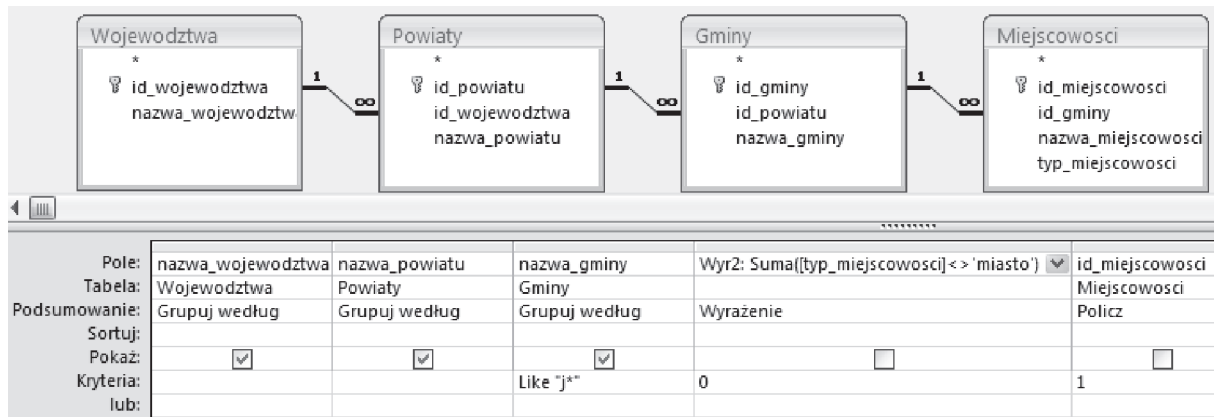 Wojewodztwa
*
id_wojewodztwa
nazwa_wojewodztw
Powiaty
*
id_powiatu
id_wojewodztwa
nazwa_powiatu
Gminy
*
id_gminy
id_powiatu
nazwa_gminy
Miejscowosci
*
id_miejscowosci
id_gminy
nazwa_miejscowosci
typ_miejscowosci
1 ∞ 1 ∞ 1 ∞
Pole: nazwa_wojewodztwa nazwa_powiatu nazwa_gminy Wyr2: Suma([typ_miejscowosci]<>'miasto') id_miejscowosci
Tabela: Wojewodztwa Powiaty Gminy Miejscowosci
Podsumowanie: Grupuj według Grupuj według Grupuj według Wyrażenie Policz
Sortuj:
Pokaż:
Kryteria: Like "j*" 0 1
lub: